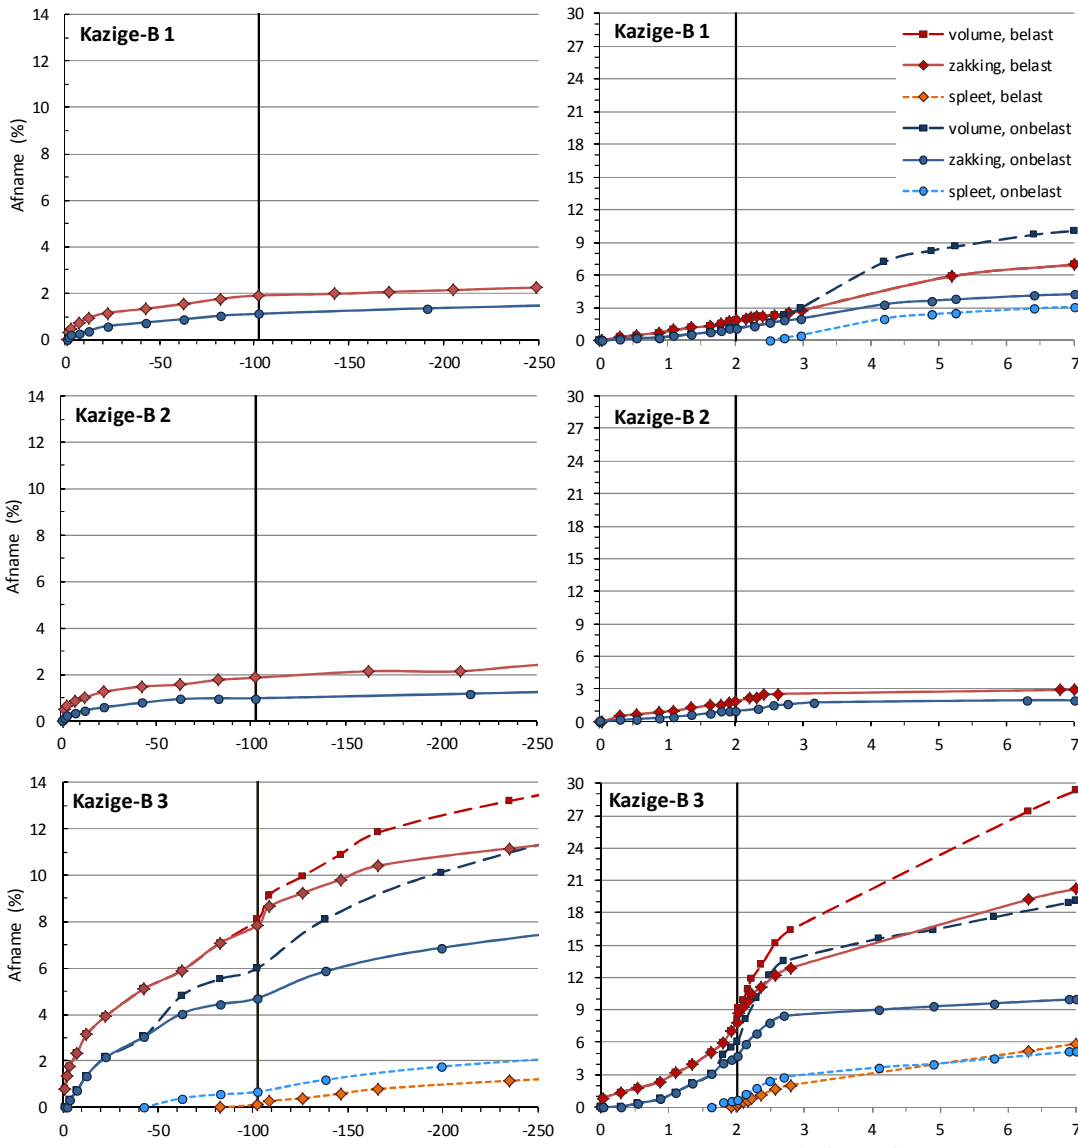 Kazige-B 1
Afname (%)
14
12
10
8
6
4
2
0
0 -50 -100 -150 -200 -250
Kazige-B 1
30
27
24
21
18
15
12
9
6
3
0
0 1 2 3 4 5 6 7
volume, belast
zakking, belast
spleet, belast
volume, onbelast
zakking, onbelast
spleet, onbelast
Kazige-B 2
Afname (%)
14
12
10
8
6
4
2
0
0 -50 -100 -150 -200 -250
Kazige-B 2
30
27
24
21
18
15
12
9
6
3
0
0 1 2 3 4 5 6 7
Kazige-B 3
Afname (%)
14
12
10
8
6
4
2
0
0 -50 -100 -150 -200 -250
Kazige-B 3
30
27
24
21
18
15
12
9
6
3
0
0 1 2 3 4 5 6 7